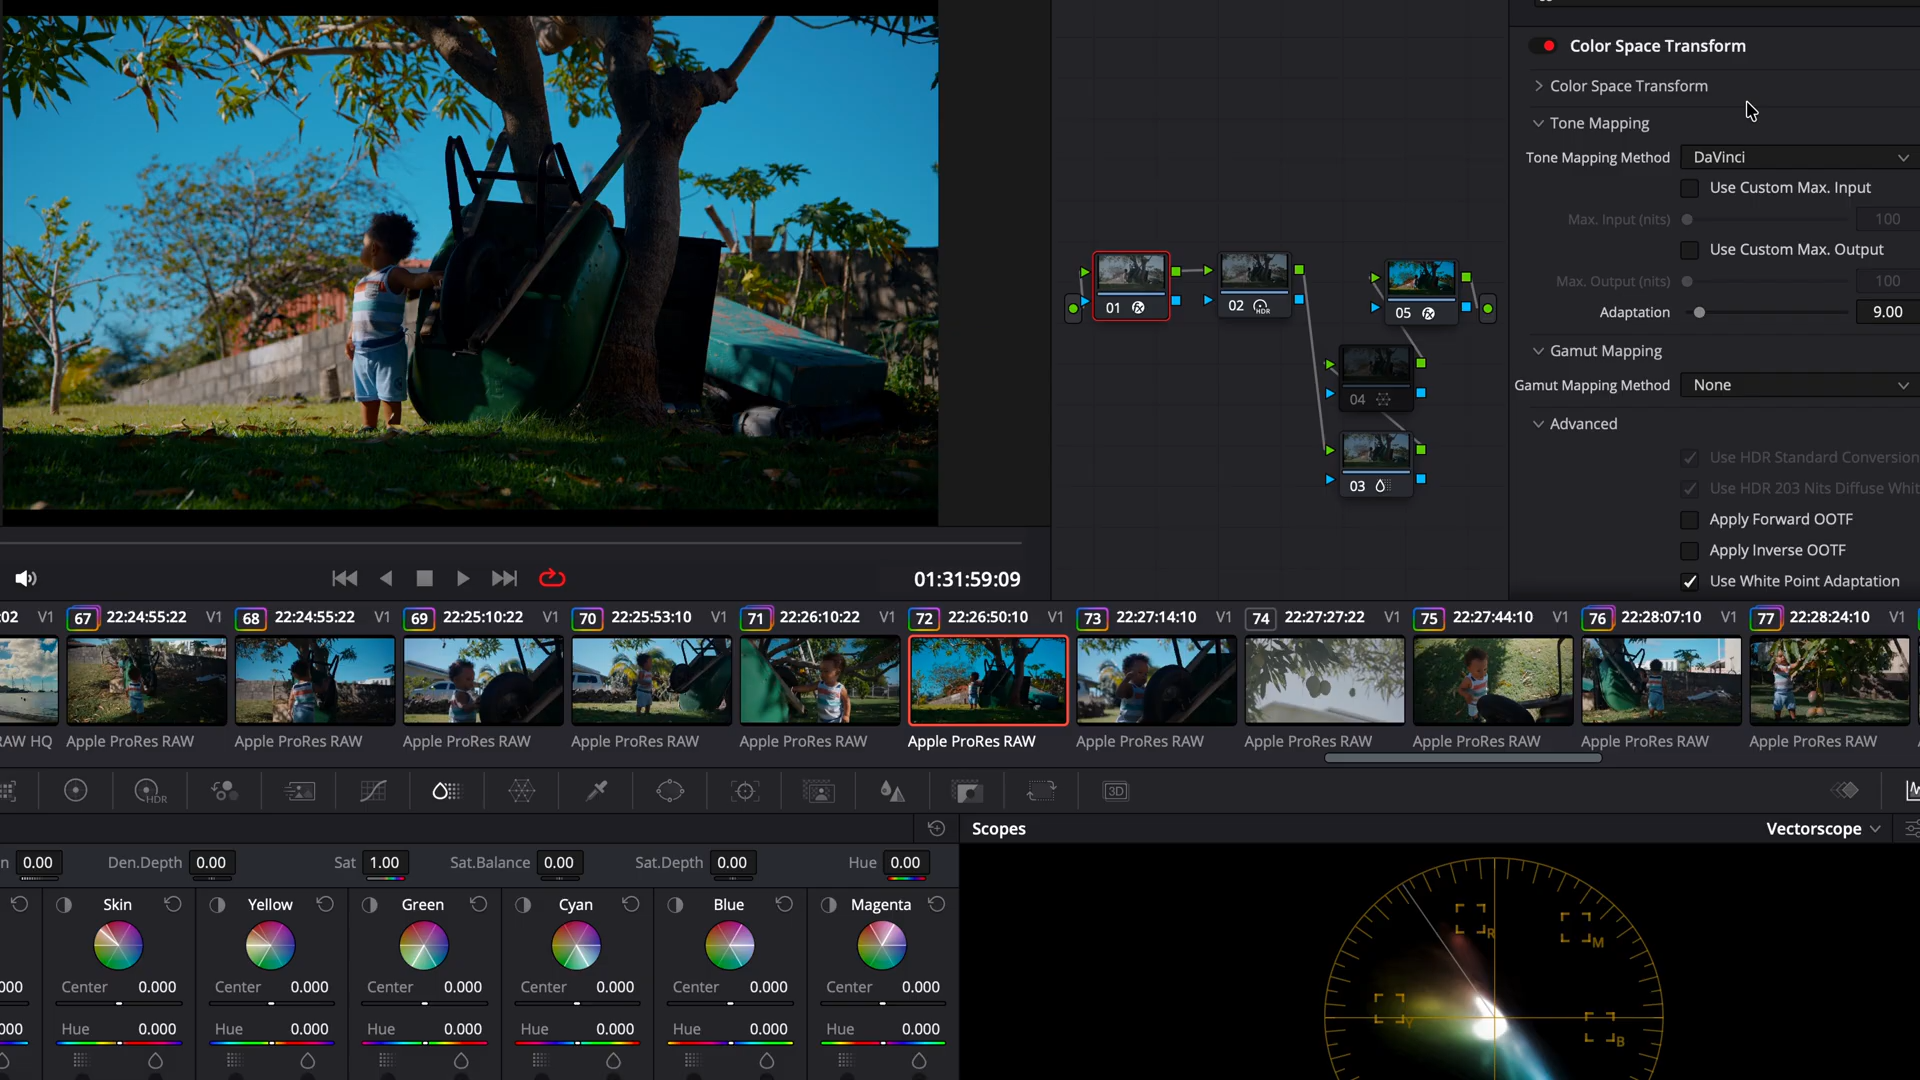 Color Space Transform
Color Space Transform
Tone Mapping
Tone Mapping Method DaVinci
Use Custom Max. Input
Max. Input (nits) 100
Use Custom Max. Output
Max. Output (nits) 100
Adaptation 9.00
Gamut Mapping
Gamut Mapping Method None
Advanced
Use HDR Standard Conversion
Use HDR 203 Nits Diffuse Whit
Apply Forward OOTF
Apply Inverse OOTF
Use White Point Adaptation
01
02 HDR
05
04
03
01:31:59:09
:02 V1 67 22:24:55:22 V1 68 22:24:55:22 V1 69 22:25:10:22 V1 70 22:25:53:10 V1 71 22:26:10:22 V1 72 22:26:50:10 V1 73 22:27:14:10 V1 74 22:27:27:22 V1 75 22:27:44:10 V1 76 22:28:07:10 V1 77 22:28:24:10 V1
AW HQ Apple ProRes RAW Apple ProRes RAW Apple ProRes RAW Apple ProRes RAW Apple ProRes RAW Apple ProRes RAW Apple ProRes RAW Apple ProRes RAW Apple ProRes RAW Apple ProRes RAW Apple ProRes RAW
HDR 3D
Scopes Vectorscope
n 0.00 Den.Depth 0.00 Sat 1.00 Sat.Balance 0.00 Sat.Depth 0.00 Hue 0.00
Skin Yellow Green Cyan Blue Magenta
000 Center 0.000 Center 0.000 Center 0.000 Center 0.000 Center 0.000 Center 0.000
000 Hue 0.000 Hue 0.000 Hue 0.000 Hue 0.000 Hue 0.000 Hue 0.000
R
M
Y
B